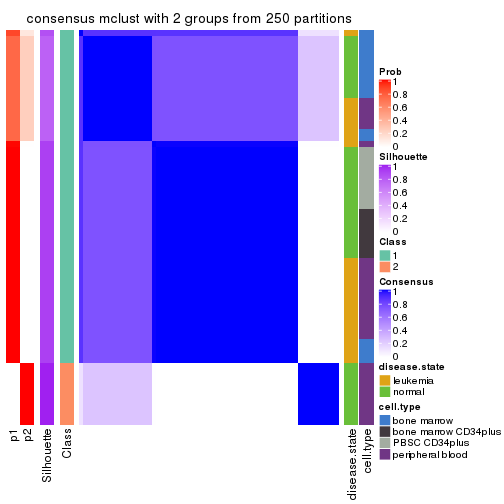 consensus mclust with 2 groups from 250 partitions
Prob
1
0.8
0.6
0.4
0.2
0
Silhouette
1
0.8
0.6
0.4
0.2
0
Class
1
2
Consensus
1
0.8
0.6
0.4
0.2
0
disease.state
leukemia
normal
cell.type
bone marrow
bone marrow CD34plus
PBSC CD34plus
peripheral blood
p1
p2
Silhouette
Class
disease.state
cell.type